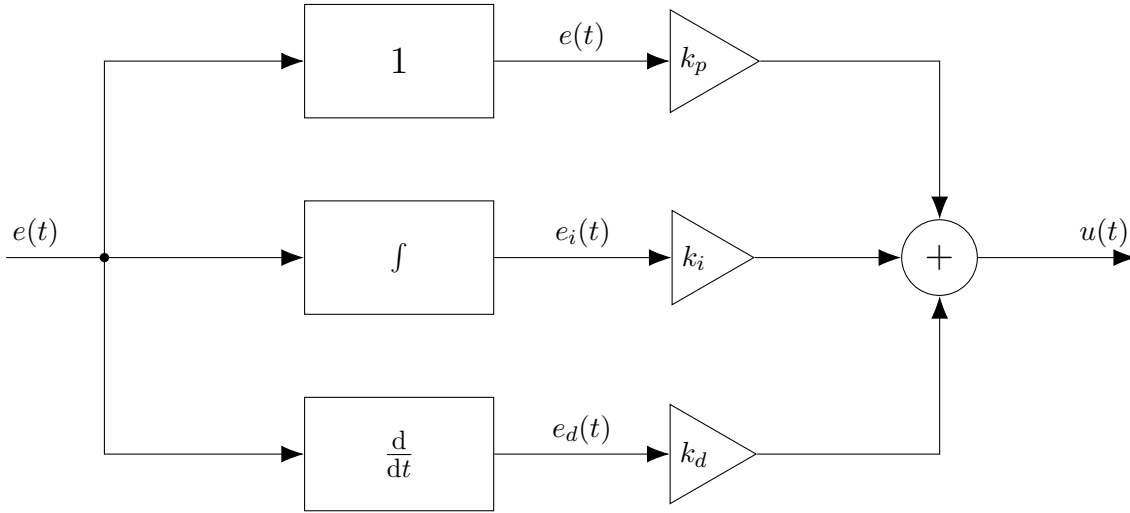 1
e(t)
k_p
e(t)
∫
e_i(t)
k_i
+
u(t)
d/dt
e_d(t)
k_d